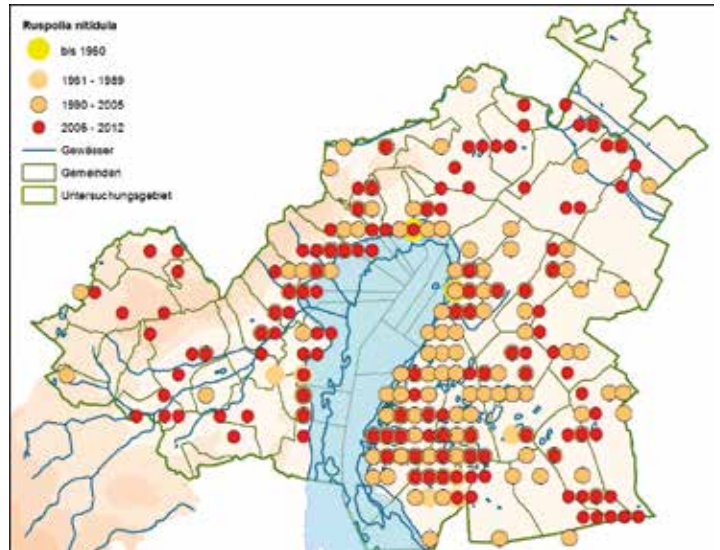 Ruspolia nitidula
bis 1960
1961 - 1989
1990 - 2005
2006 - 2012
Gewässer
Gemeinden
Untersuchungsgebiet